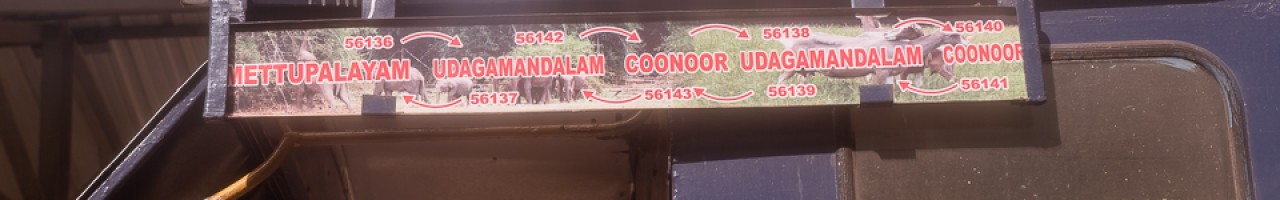 56136 56142 56138 56140
METTUPALAYAM UDAGAMANDALAM COONOOR UDAGAMANDALAM COONOOR
56137 56143 56139 56141